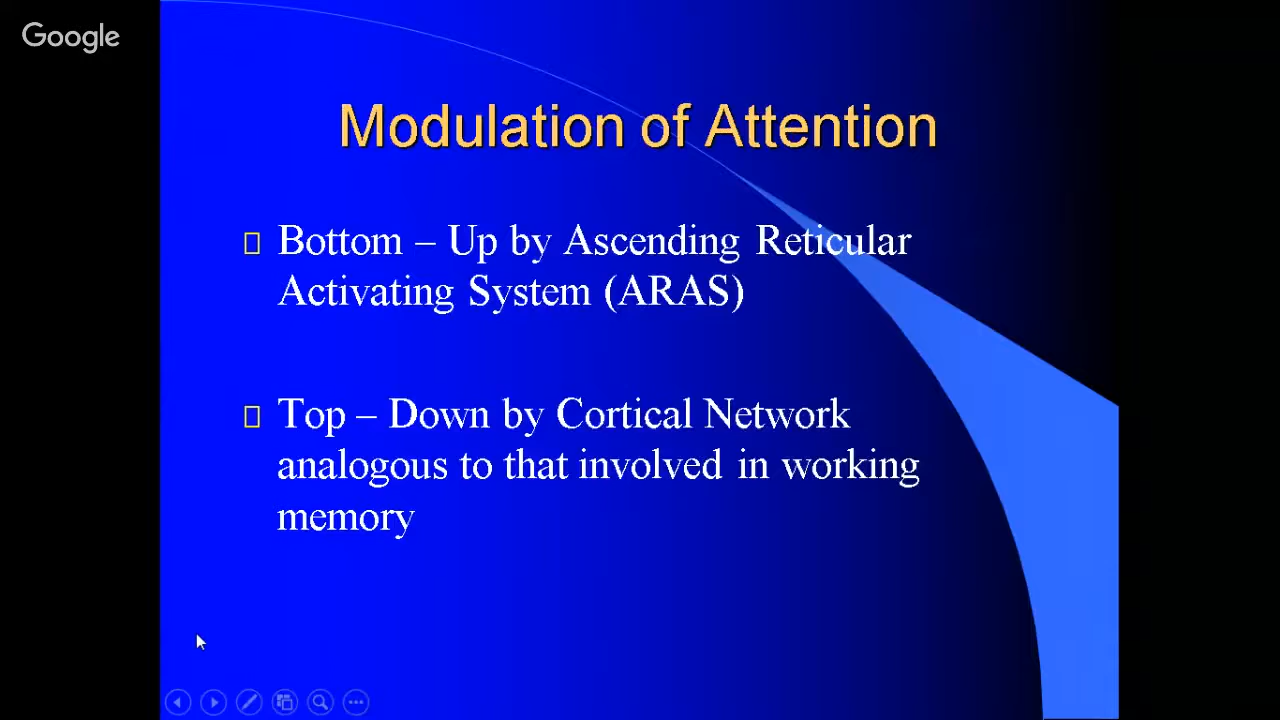 Google
Modulation of Attention
Bottom – Up by Ascending Reticular
Activating System (ARAS)
Top – Down by Cortical Network
analogous to that involved in working
memory